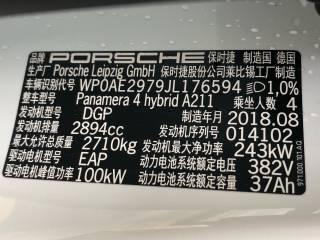 品牌 PORSCHE 保时捷 制造国 德国
生产厂 Porsche Leipzig GmbH 保时捷股份公司莱比锡工厂制造
车辆识别代号 WP0AE2979JL176594 1,0%
整车型号 Panamera 4 hybrid A211 乘坐人数 4
发动机型号 DGP 制造年月 2018.08
发动机排量 2894cc 发动机序列号 014102
最大允许总质量 2710kg 发动机最大净功率 243kW
驱动电机型号 EAP 动力电池系统额定电压 382V
驱动电机峰值功率 100kW 动力电池系统额定容量 37Ah
971.000.101.AQ